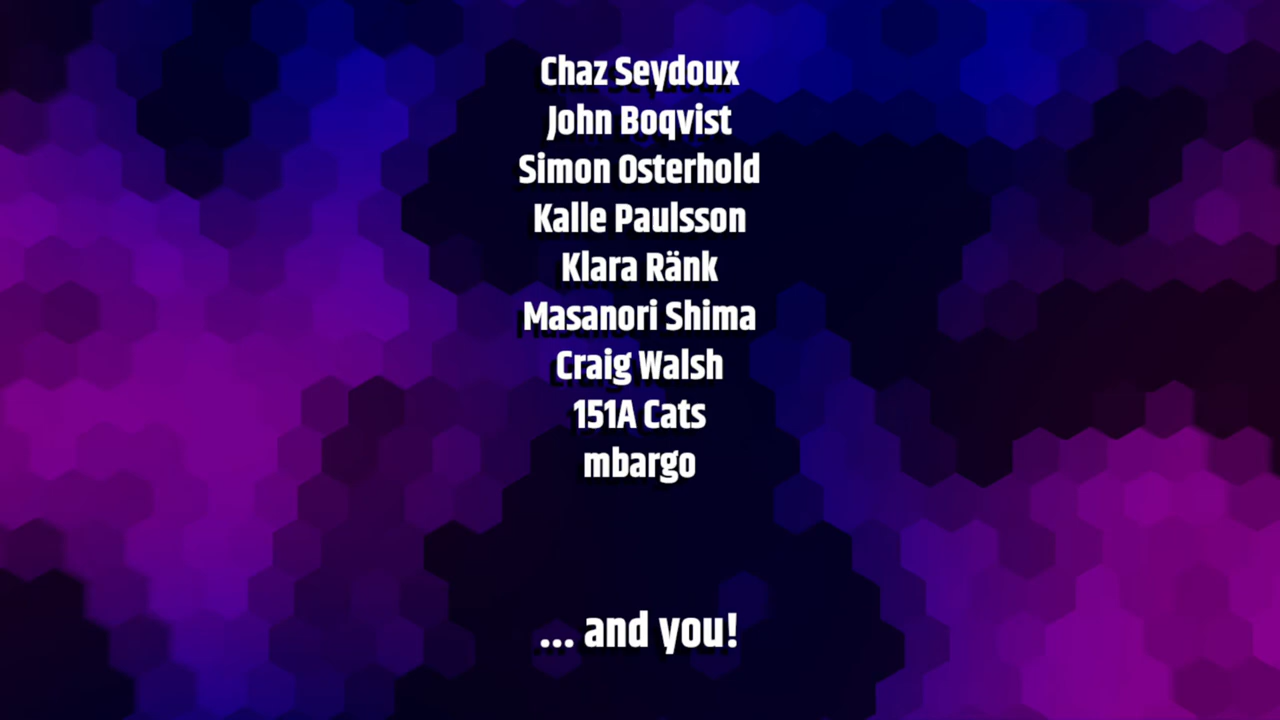 Chaz Seydoux
John Boqvist
Simon Osterhold
Kalle Paulsson
Klara Ränk
Masanori Shima
Craig Walsh
151A Cats
mbargo
... and you!